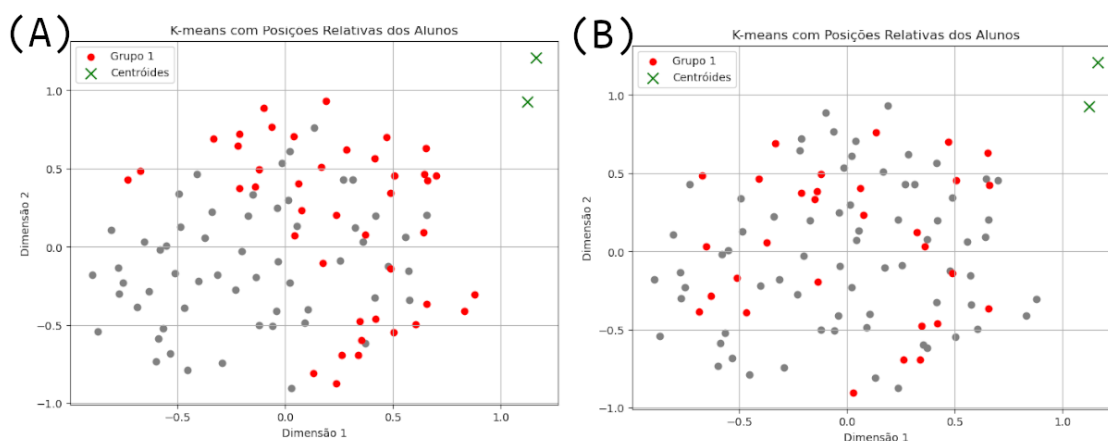 (A)
K-means com Posições Relativas dos Alunos
Grupo 1
Centróides
1.0
0.5
0.0
−0.5
−1.0
Dimensão 2
−0.5
0.0
0.5
1.0
Dimensão 1
(B)
K-means com Posições Relativas dos Alunos
Grupo 1
Centróides
1.0
0.5
0.0
−0.5
−1.0
Dimensão 2
−0.5
0.0
0.5
1.0
Dimensão 1